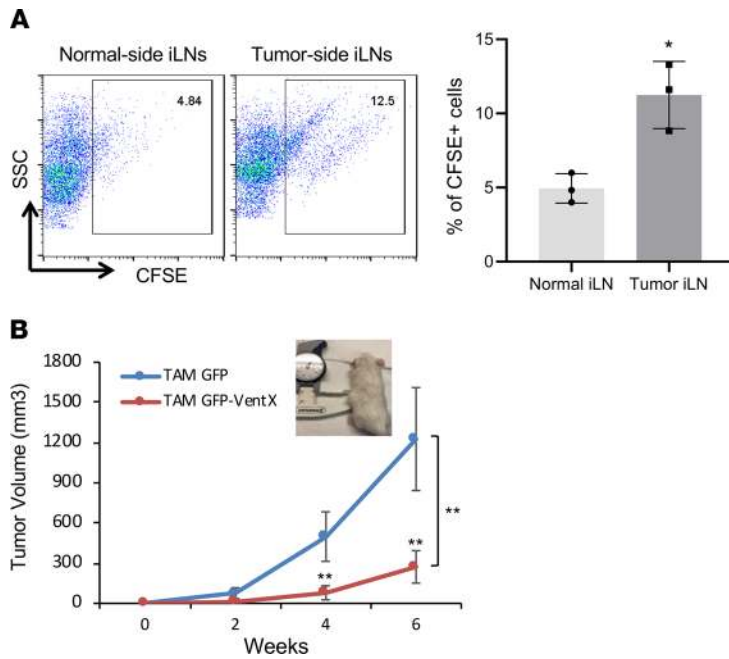 A
Normal-side iLNs
Tumor-side iLNs
4.84
12.5
SSC
CFSE
15
10
5
0
% of CFSE+ cells
*
Normal iLN
Tumor iLN
B
TAM GFP
TAM GFP-VentX
1800
1500
1200
900
600
300
0
Tumor Volume (mm3)
**
**
**
0
2
4
6
Weeks